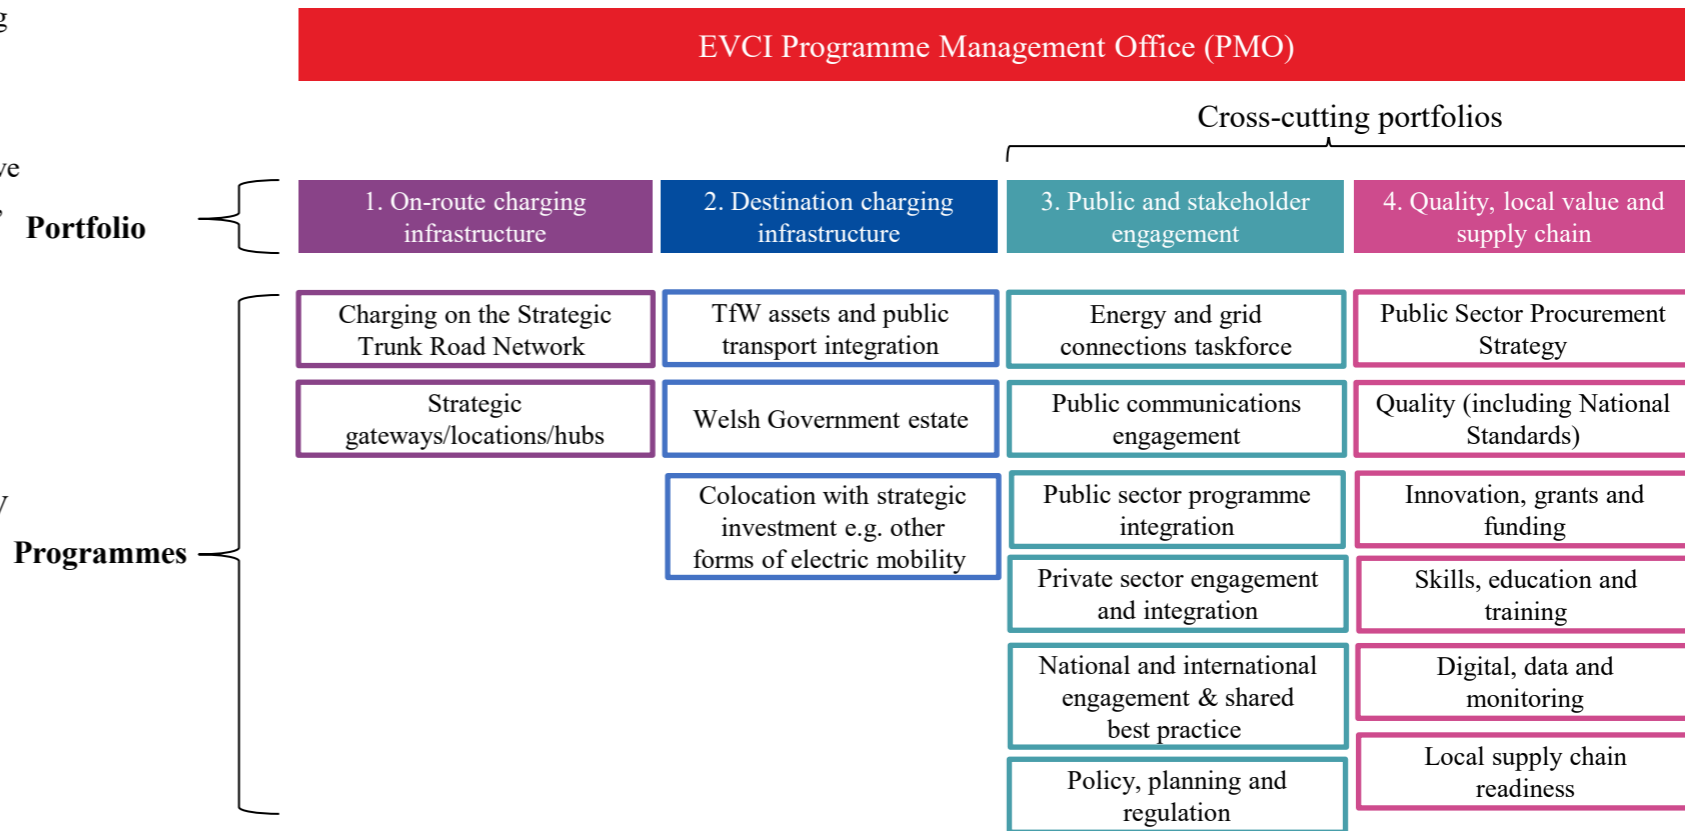 g
EVCI Programme Management Office (PMO)
Cross-cutting portfolios
ve
,
Portfolio
1. On-route charging
infrastructure
2. Destination charging
infrastructure
3. Public and stakeholder
engagement
4. Quality, local value and
supply chain
Programmes
Charging on the Strategic
Trunk Road Network
Strategic
gateways/locations/hubs
TfW assets and public
transport integration
Welsh Government estate
Colocation with strategic
investment e.g. other
forms of electric mobility
Energy and grid
connections taskforce
Public communications
engagement
Public sector programme
integration
Private sector engagement
and integration
National and international
engagement & shared
best practice
Policy, planning and
regulation
Public Sector Procurement
Strategy
Quality (including National
Standards)
Innovation, grants and
funding
Skills, education and
training
Digital, data and
monitoring
Local supply chain
readiness